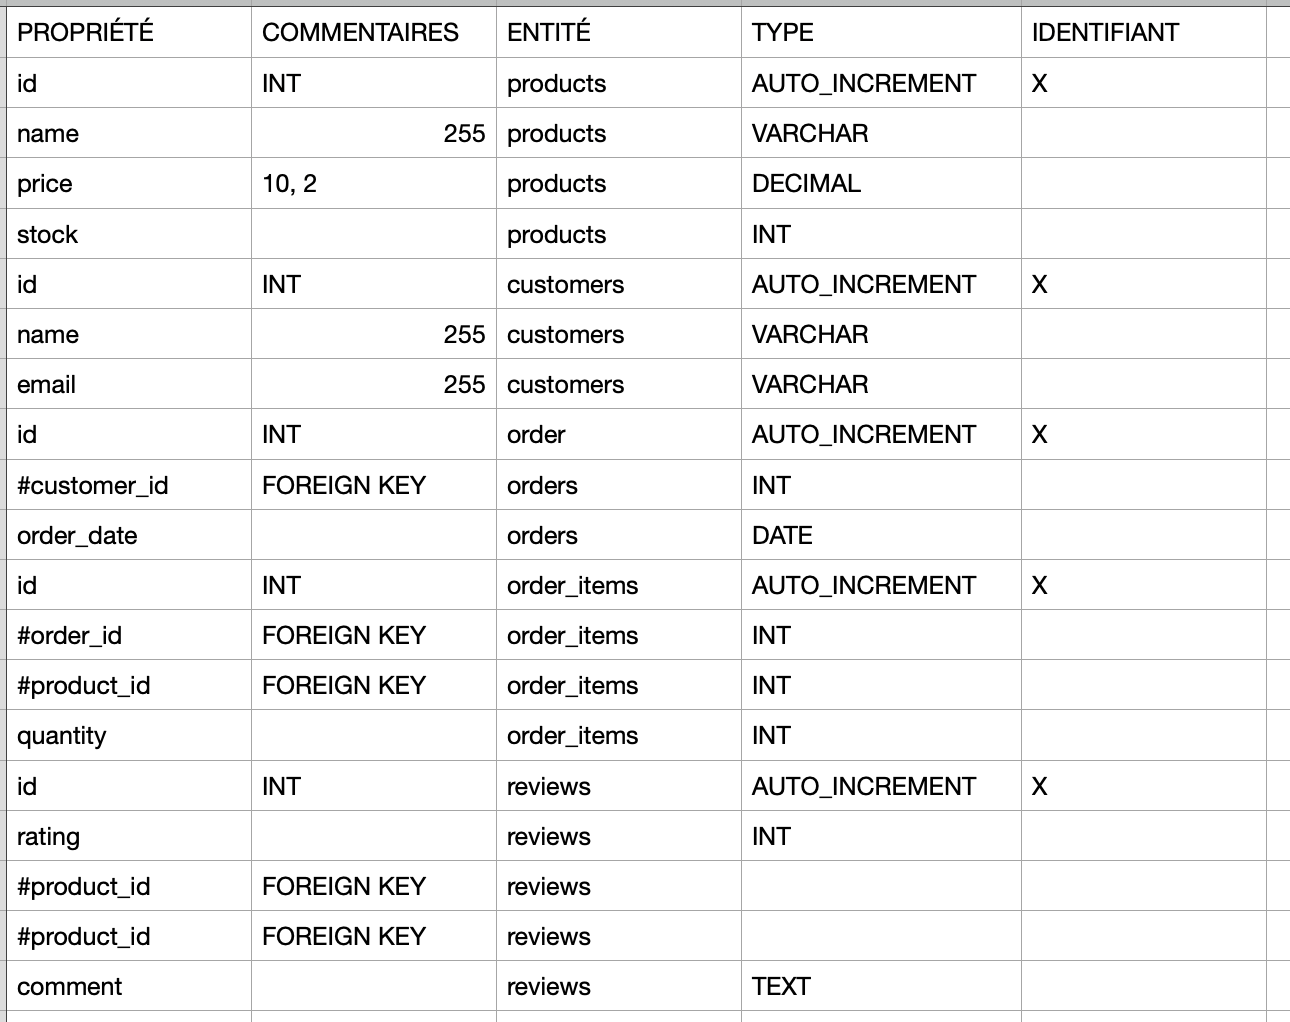 PROPRIÉTÉ COMMENTAIRES ENTITÉ TYPE IDENTIFIANT
id INT products AUTO_INCREMENT X
name 255 products VARCHAR
price 10, 2 products DECIMAL
stock products INT
id INT customers AUTO_INCREMENT X
name 255 customers VARCHAR
email 255 customers VARCHAR
id INT order AUTO_INCREMENT X
#customer_id FOREIGN KEY orders INT
order_date orders DATE
id INT order_items AUTO_INCREMENT X
#order_id FOREIGN KEY order_items INT
#product_id FOREIGN KEY order_items INT
quantity order_items INT
id INT reviews AUTO_INCREMENT X
rating reviews INT
#product_id FOREIGN KEY reviews
#product_id FOREIGN KEY reviews
comment reviews TEXT